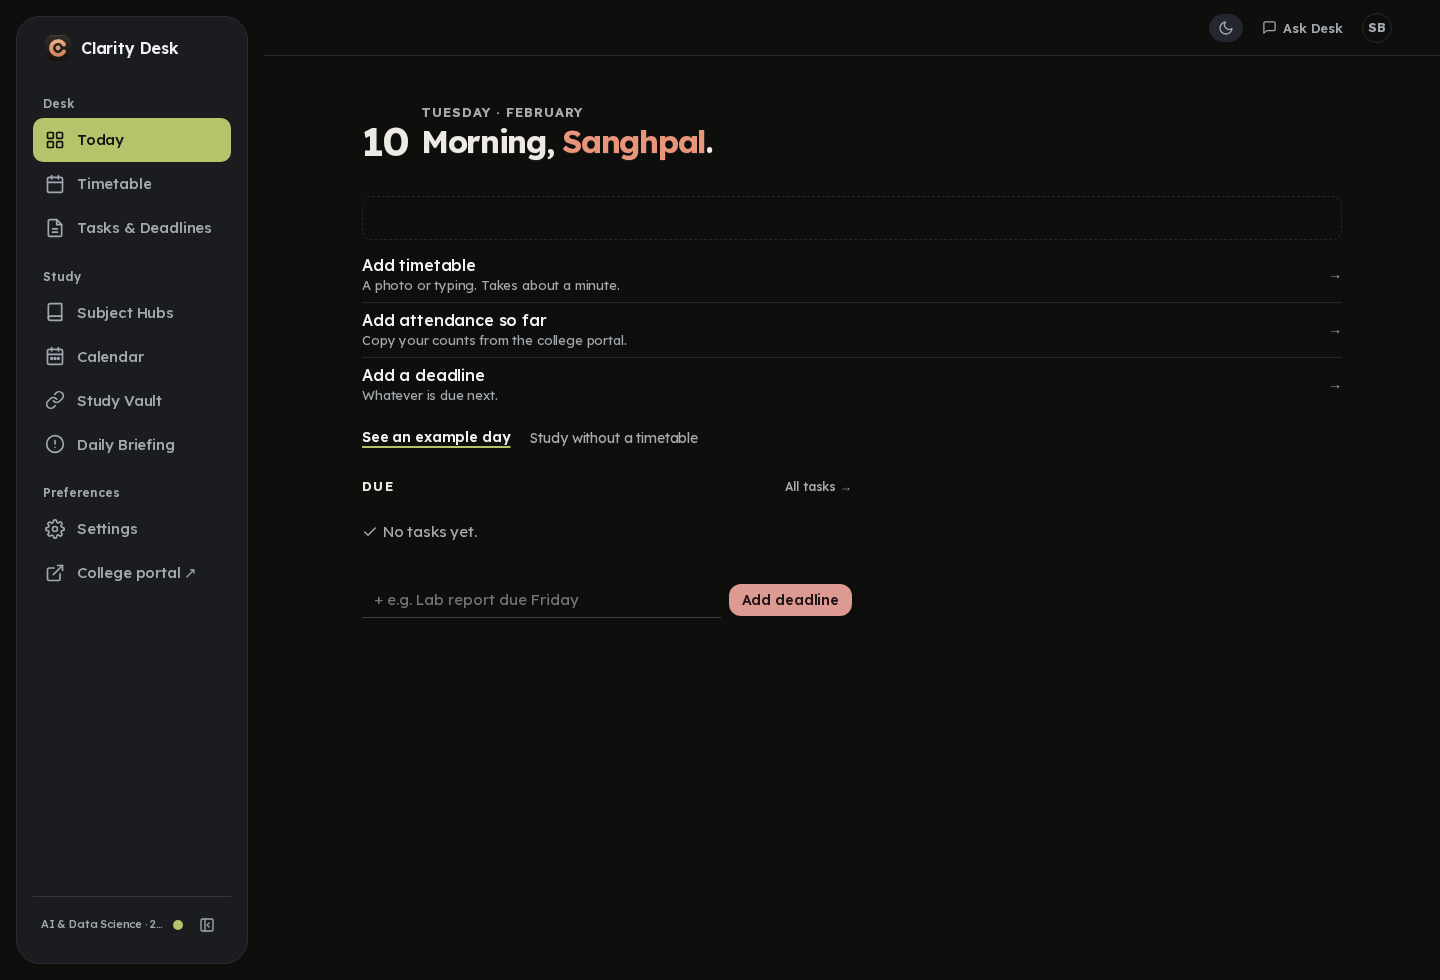 Clarity Desk
Desk
Today
Timetable
Tasks & Deadlines
Study
Subject Hubs
Calendar
Study Vault
Daily Briefing
Preferences
Settings
College portal ↗
AI & Data Science · 2…
Ask Desk
SB
TUESDAY · FEBRUARY
10 Morning, Sanghpal.
Add timetable
A photo or typing. Takes about a minute.
→
Add attendance so far
Copy your counts from the college portal.
→
Add a deadline
Whatever is due next.
→
See an example day
Study without a timetable
DUE
All tasks →
No tasks yet.
+ e.g. Lab report due Friday
Add deadline